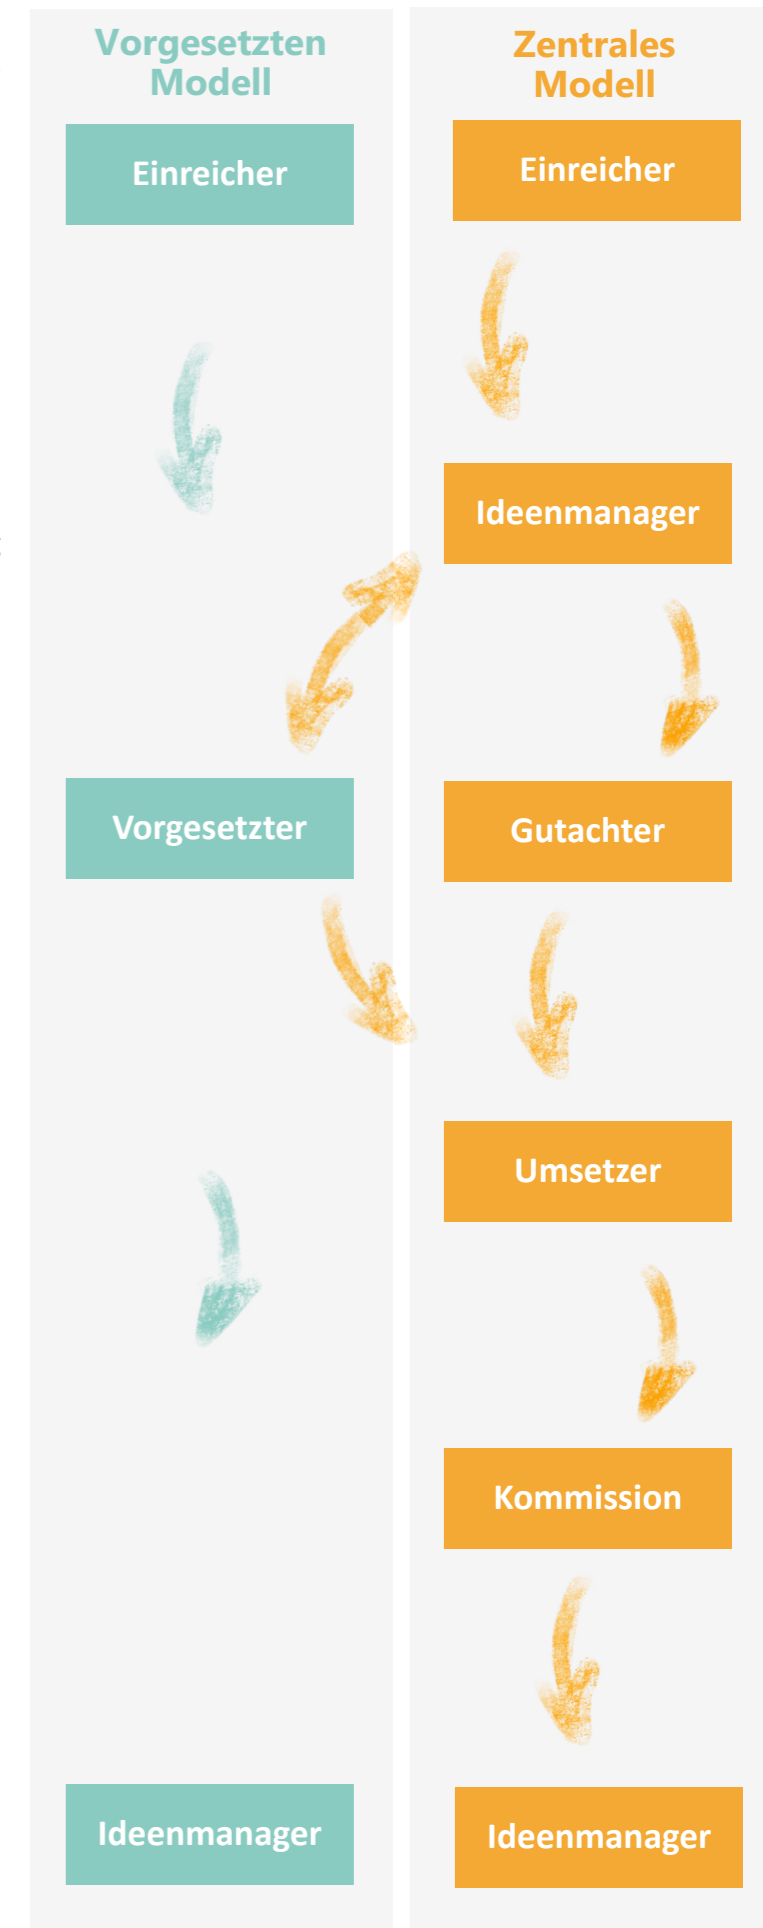 Vorgesetzten
Modell
Einreicher
Vorgesetzter
Ideenmanager
Zentrales
Modell
Einreicher
Ideenmanager
Gutachter
Umsetzer
Kommission
Ideenmanager